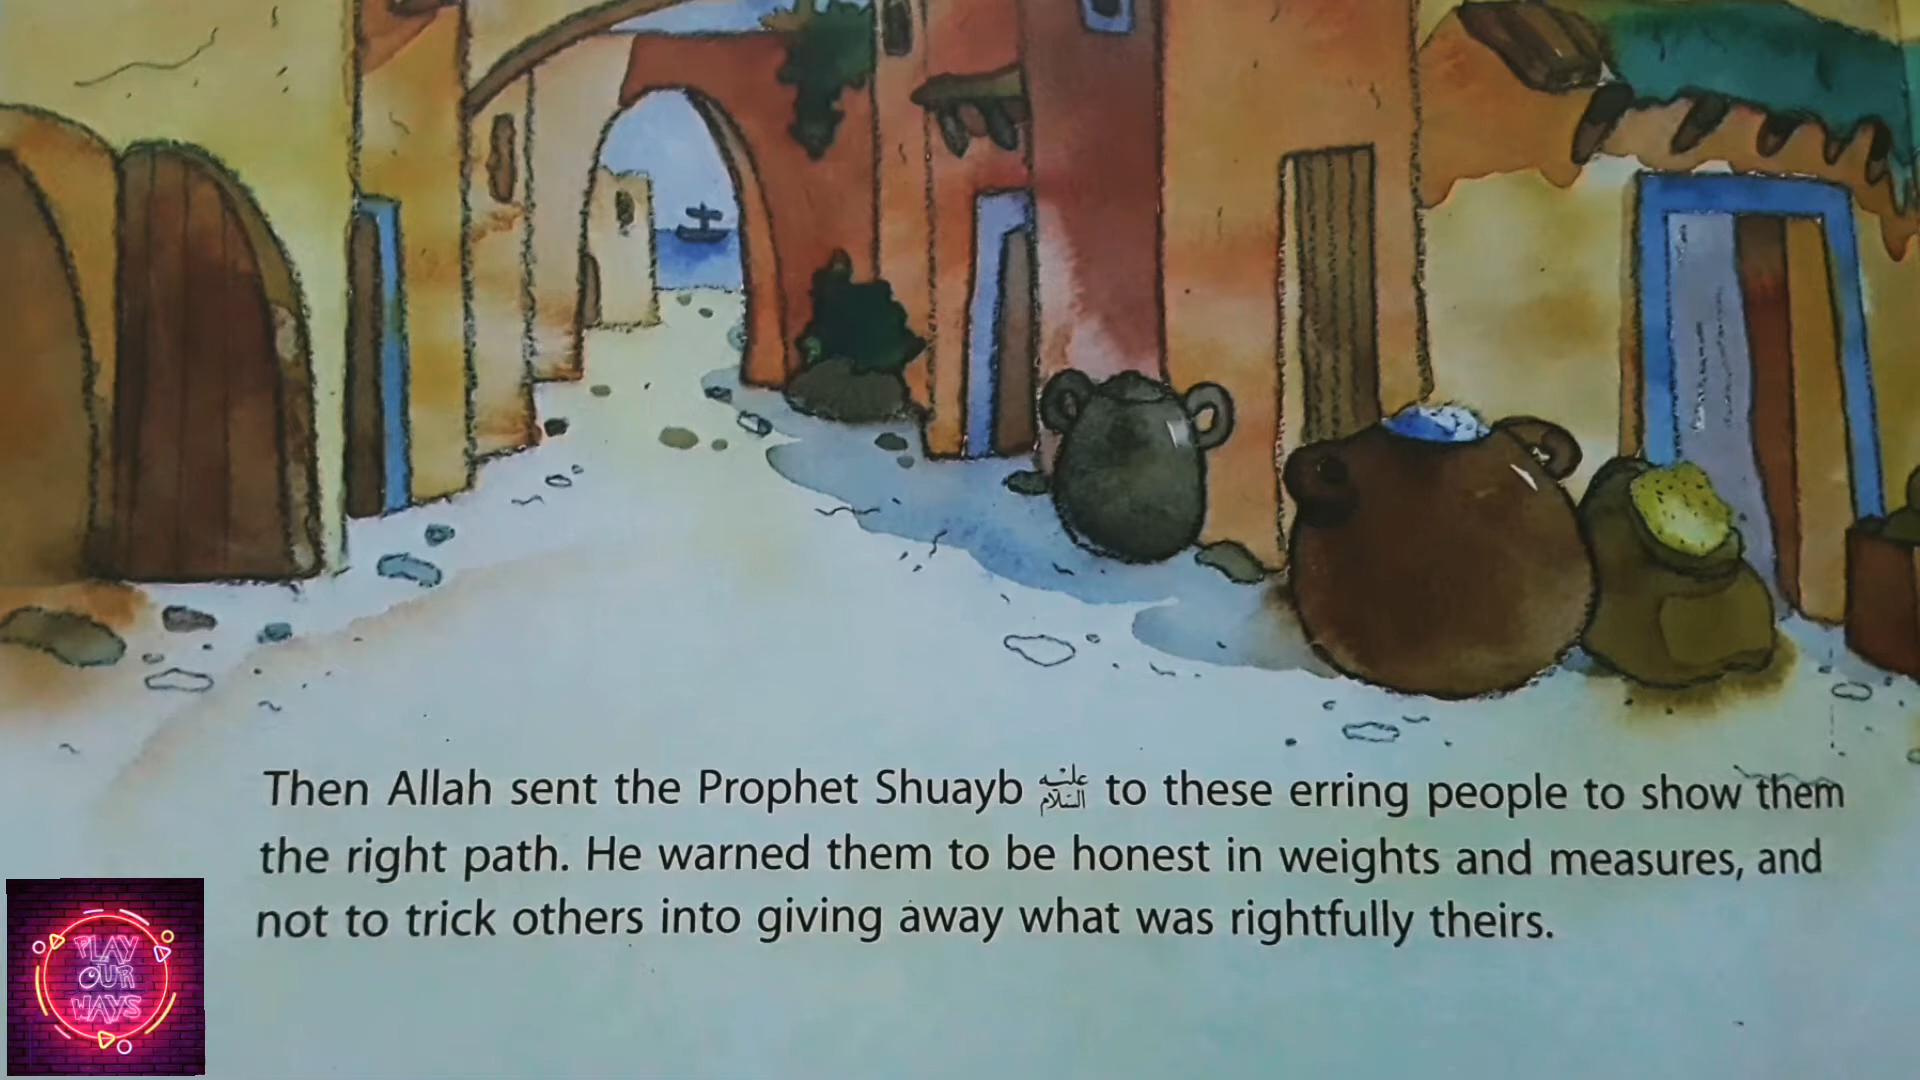 Then Allah sent the Prophet Shuayb عليه السلام to these erring people to show them
the right path. He warned them to be honest in weights and measures, and
not to trick others into giving away what was rightfully theirs.
PLAY
OUR
WAYS